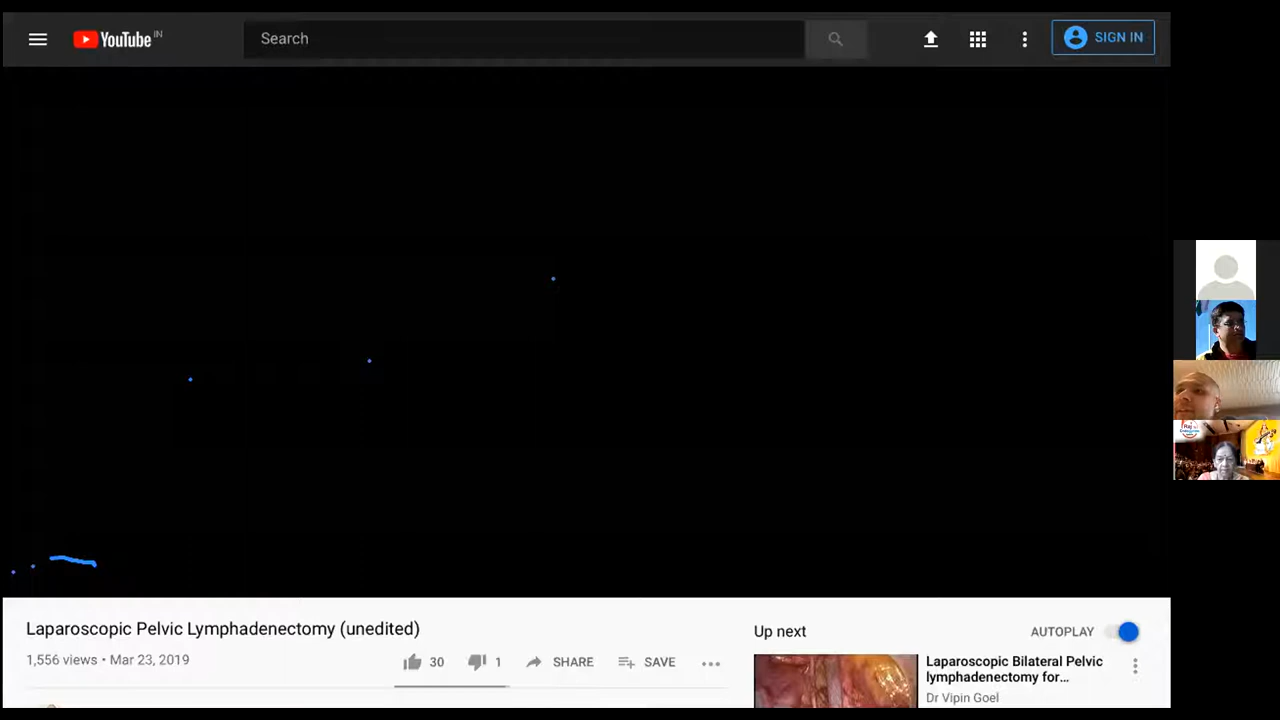 YouTube IN
Search
SIGN IN
Laparoscopic Pelvic Lymphadenectomy (unedited)
1,556 views • Mar 23, 2019
30
1
SHARE
SAVE
Up next
AUTOPLAY
Laparoscopic Bilateral Pelvic
lymphadenectomy for...
Dr Vipin Goel